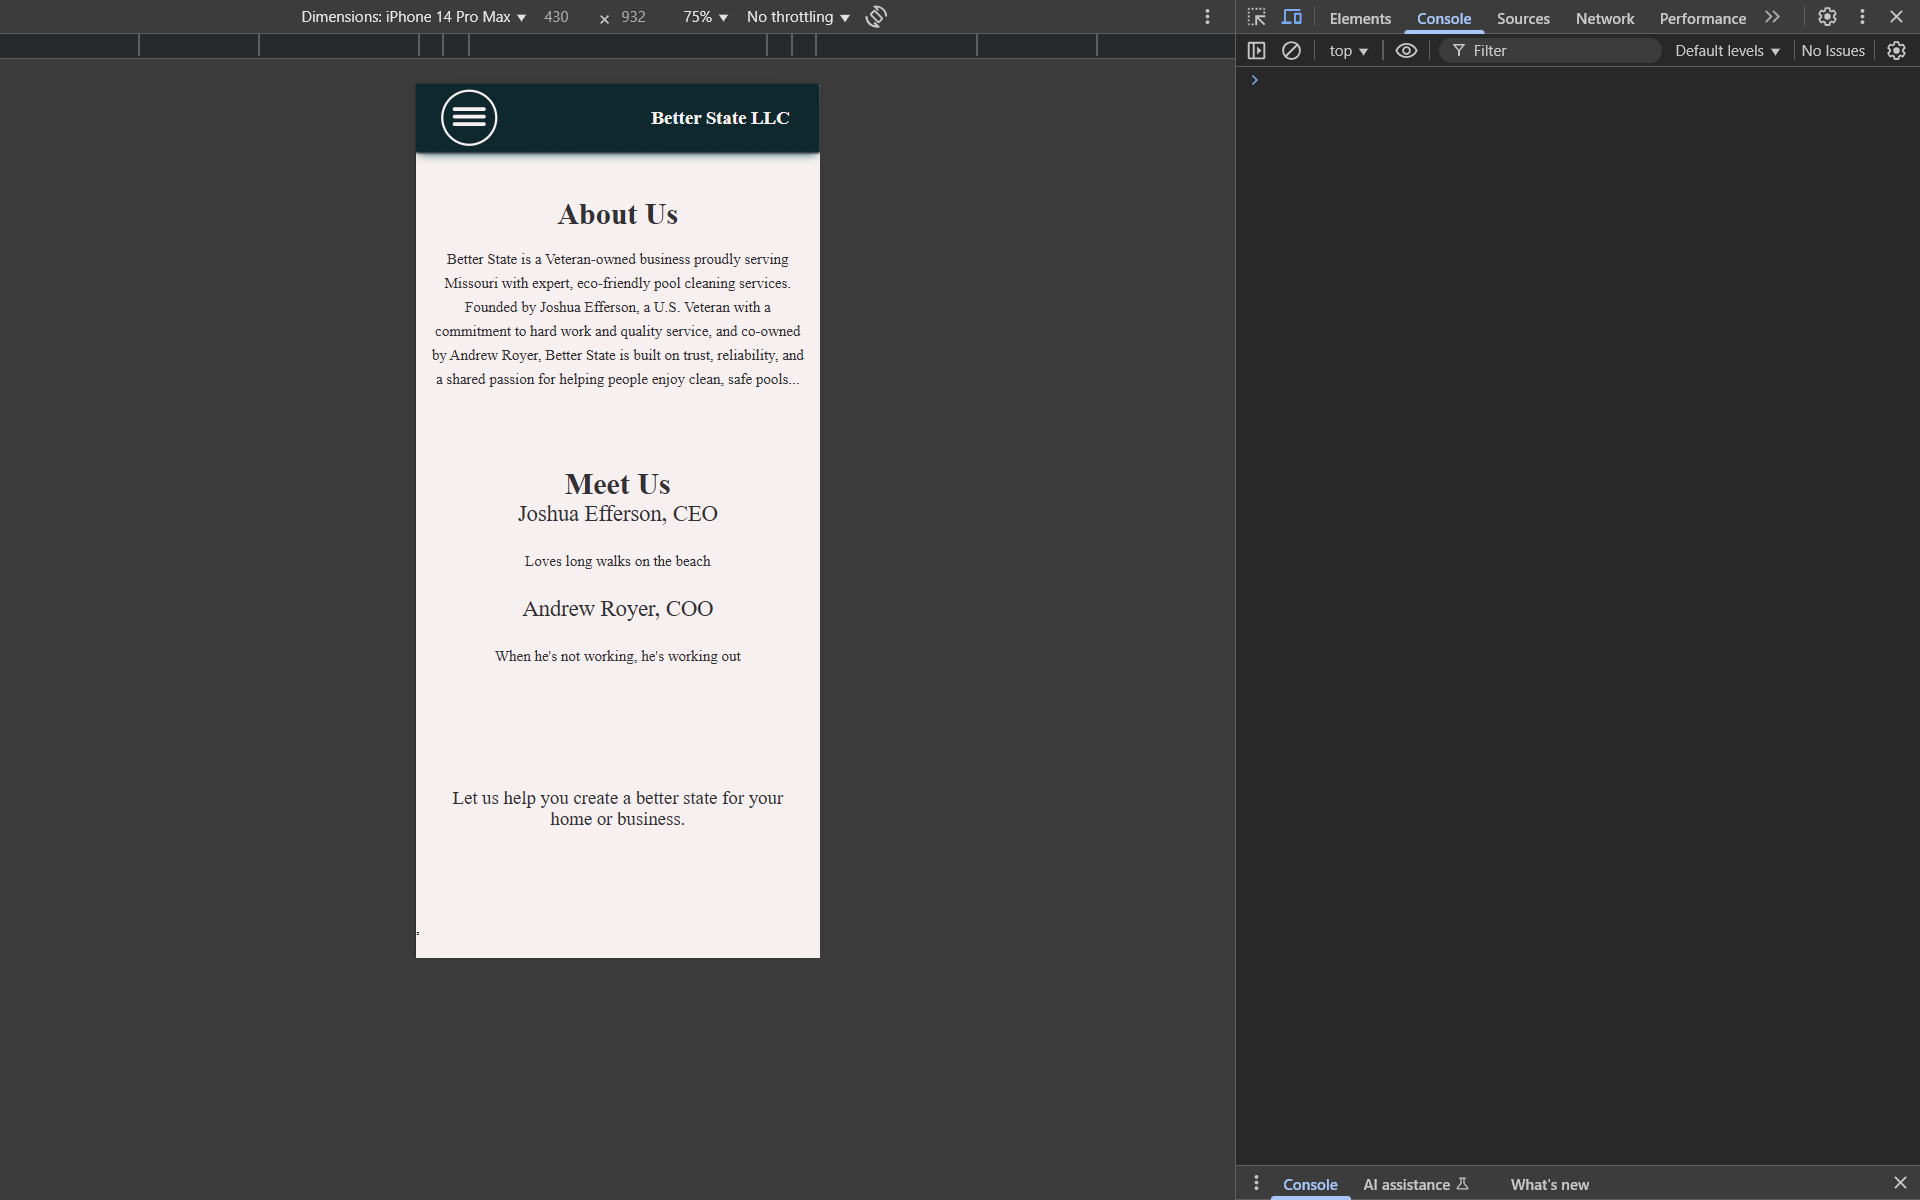 Dimensions: iPhone 14 Pro Max 430 × 932 75% No throttling
Elements Console Sources Network Performance
top Filter Default levels No Issues
Better State LLC
About Us
Better State is a Veteran-owned business proudly serving
Missouri with expert, eco-friendly pool cleaning services.
Founded by Joshua Efferson, a U.S. Veteran with a
commitment to hard work and quality service, and co-owned
by Andrew Royer, Better State is built on trust, reliability, and
a shared passion for helping people enjoy clean, safe pools...
Meet Us
Joshua Efferson, CEO
Loves long walks on the beach
Andrew Royer, COO
When he's not working, he's working out
Let us help you create a better state for your
home or business.
Console AI assistance What's new